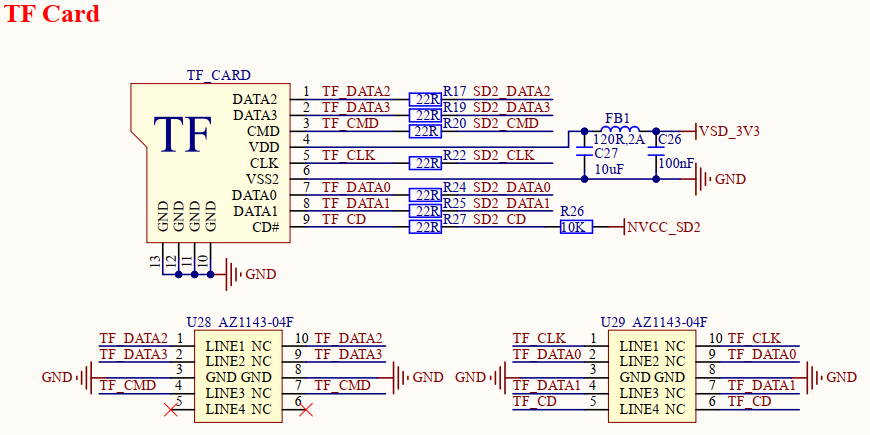 TF Card
TF_CARD
TF
DATA2 1 TF_DATA2 22R R17 SD2_DATA2
DATA3 2 TF_DATA3 22R R19 SD2_DATA3
CMD 3 TF_CMD 22R R20 SD2_CMD
VDD 4
CLK 5 TF_CLK 22R R22 SD2_CLK
VSS2 6
DATA0 7 TF_DATA0 22R R24 SD2_DATA0
DATA1 8 TF_DATA1 22R R25 SD2_DATA1
CD# 9 TF_CD 22R R27 SD2_CD
FB1
120R,2A
VSD_3V3
C27
10uF
C26
100nF
GND
R26
10K
NVCC_SD2
GND GND GND GND
13 12 11 10
GND
U28 AZ1143-04F
TF_DATA2 1 LINE1 NC 10 TF_DATA2
TF_DATA3 2 LINE2 NC 9 TF_DATA3
GND 3 GND GND 8 GND
TF_CMD 4 LINE3 NC 7 TF_CMD
5 LINE4 NC 6
U29 AZ1143-04F
TF_CLK 1 LINE1 NC 10 TF_CLK
TF_DATA0 2 LINE2 NC 9 TF_DATA0
GND 3 GND GND 8 GND
TF_DATA1 4 LINE3 NC 7 TF_DATA1
TF_CD 5 LINE4 NC 6 TF_CD